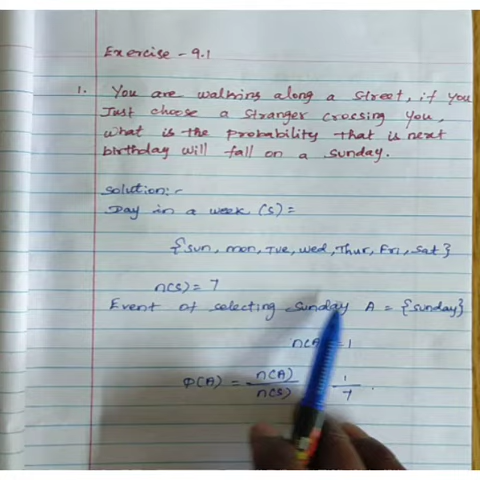 Exercise - 9.1
1. You are walking along a street, if you
Just choose a stranger crossing you,
what is the probability that is next
birthday will fall on a sunday.
Solution:-
Day in a week (s) =
{sun, mon, Tue, wed, Thur, Fri, sat}
n(s) = 7
Event of selecting Sunday A = {sunday}
n(A) = 1
P(A) = n(A)/n(s) 1/7.